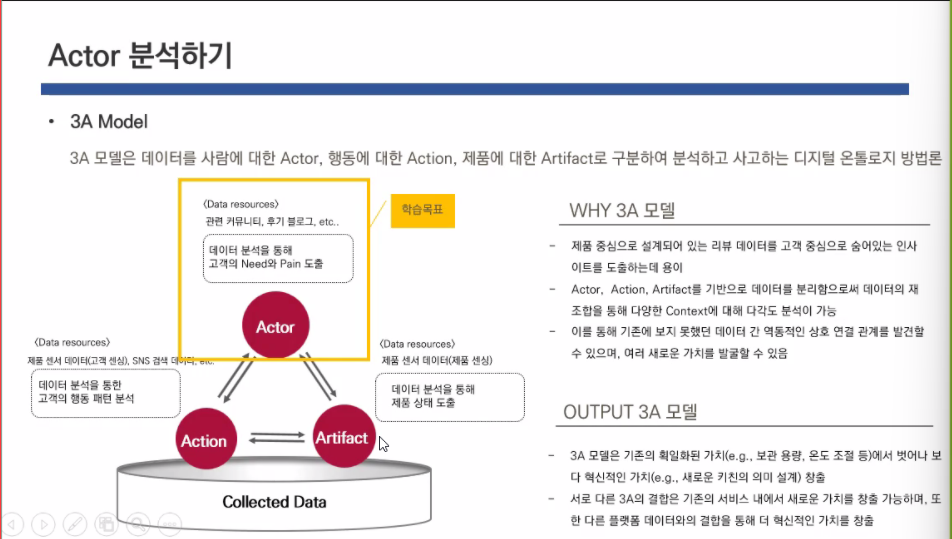 Actor 분석하기
• 3A Model
3A 모델은 데이터를 사람에 대한 Actor, 행동에 대한 Action, 제품에 대한 Artifact로 구분하여 분석하고 사고하는 디지털 온톨로지 방법론
〈Data resources〉
관련 커뮤니티, 후기 블로그, etc..
데이터 분석을 통해
고객의 Need와 Pain 도출
학습목표
Actor
〈Data resources〉
제품 센서 데이터(고객 센싱), SNS 검색 데이터, etc.
데이터 분석을 통한
고객의 행동 패턴 분석
〈Data resources〉
제품 센서 데이터(제품 센싱)
데이터 분석을 통해
제품 상태 도출
Action
Artifact
Collected Data
WHY 3A 모델
- 제품 중심으로 설계되어 있는 리뷰 데이터를 고객 중심으로 숨어있는 인사
이트를 도출하는데 용이
- Actor, Action, Artifact를 기반으로 데이터를 분리함으로써 데이터의 재
조합을 통해 다양한 Context에 대해 다각도 분석이 가능
- 이를 통해 기존에 보지 못했던 데이터 간 역동적인 상호 연결 관계를 발견할
수 있으며, 여러 새로운 가치를 발굴할 수 있음
OUTPUT 3A 모델
- 3A 모델은 기존의 획일화된 가치(e.g., 보관 용량, 온도 조절 등)에서 벗어나 보
다 혁신적인 가치(e.g., 새로운 키친의 의미 설계) 창출
- 서로 다른 3A의 결합은 기존의 서비스 내에서 새로운 가치를 창출 가능하며, 또
한 다른 플랫폼 데이터와의 결합을 통해 더 혁신적인 가치를 창출